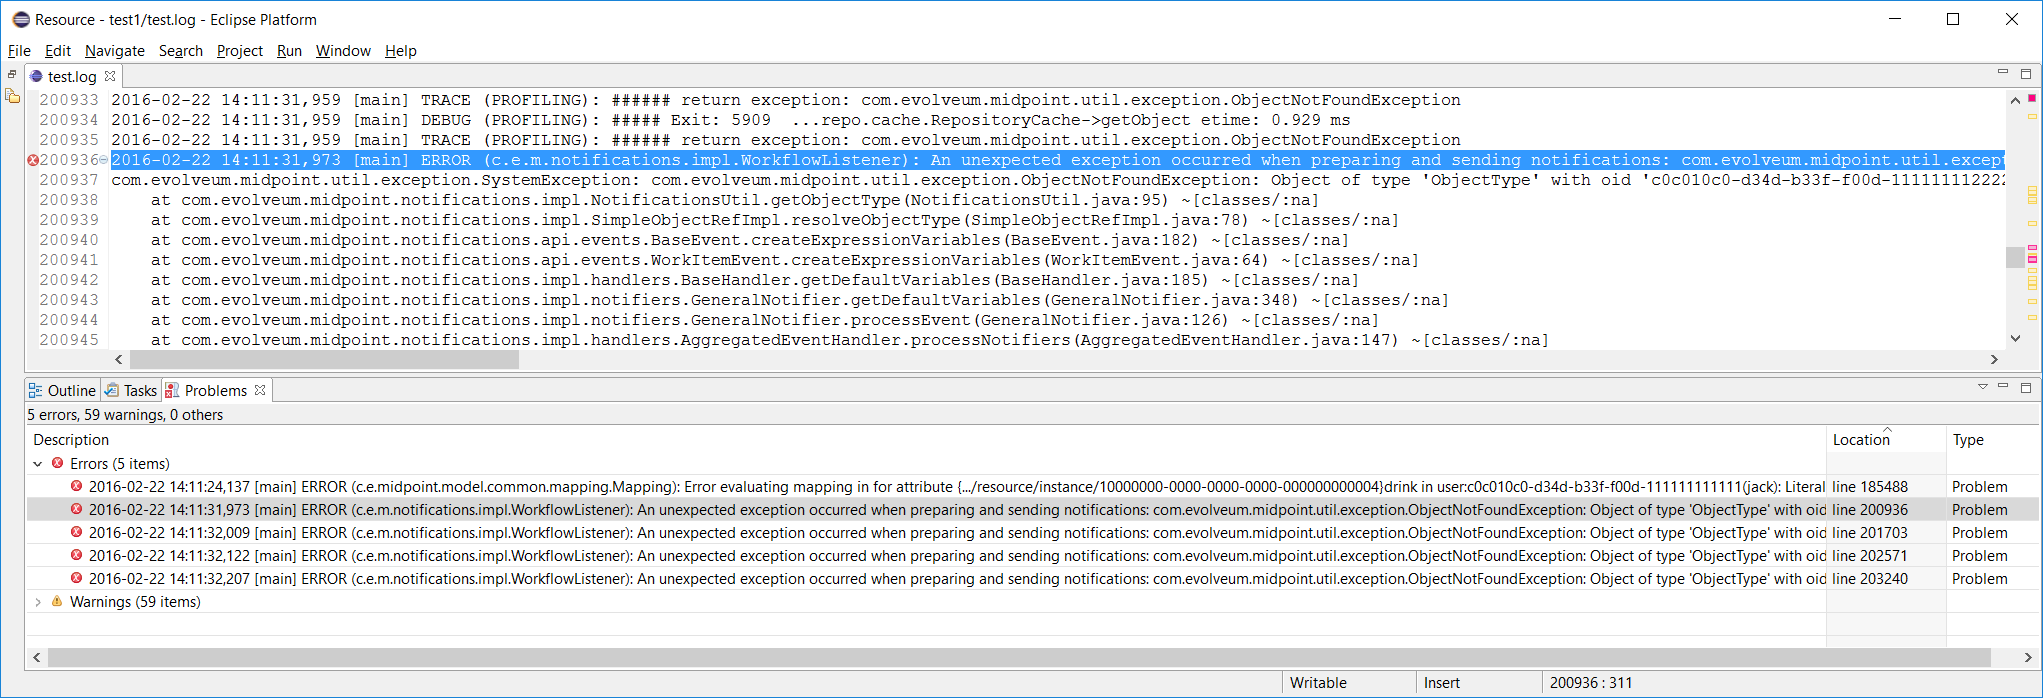 Resource - test1/test.log - Eclipse Platform
File Edit Navigate Search Project Run Window Help
test.log
200933 2016-02-22 14:11:31,959 [main] TRACE (PROFILING): ###### return exception: com.evolveum.midpoint.util.exception.ObjectNotFoundException
200934 2016-02-22 14:11:31,959 [main] DEBUG (PROFILING): ##### Exit: 5909  ...repo.cache.RepositoryCache->getObject etime: 0.929 ms
200935 2016-02-22 14:11:31,959 [main] TRACE (PROFILING): ###### return exception: com.evolveum.midpoint.util.exception.ObjectNotFoundException
200936 2016-02-22 14:11:31,973 [main] ERROR (c.e.m.notifications.impl.WorkflowListener): An unexpected exception occurred when preparing and sending notifications: com.evolveum.midpoint.util.except
200937 com.evolveum.midpoint.util.exception.SystemException: com.evolveum.midpoint.util.exception.ObjectNotFoundException: Object of type 'ObjectType' with oid 'c0c010c0-d34d-b33f-f00d-111111112222
200938     at com.evolveum.midpoint.notifications.impl.NotificationsUtil.getObjectType(NotificationsUtil.java:95) ~[classes/:na]
200939     at com.evolveum.midpoint.notifications.impl.SimpleObjectRefImpl.resolveObjectType(SimpleObjectRefImpl.java:78) ~[classes/:na]
200940     at com.evolveum.midpoint.notifications.api.events.BaseEvent.createExpressionVariables(BaseEvent.java:182) ~[classes/:na]
200941     at com.evolveum.midpoint.notifications.api.events.WorkItemEvent.createExpressionVariables(WorkItemEvent.java:64) ~[classes/:na]
200942     at com.evolveum.midpoint.notifications.impl.handlers.BaseHandler.getDefaultVariables(BaseHandler.java:185) ~[classes/:na]
200943     at com.evolveum.midpoint.notifications.impl.notifiers.GeneralNotifier.getDefaultVariables(GeneralNotifier.java:348) ~[classes/:na]
200944     at com.evolveum.midpoint.notifications.impl.notifiers.GeneralNotifier.processEvent(GeneralNotifier.java:126) ~[classes/:na]
200945     at com.evolveum.midpoint.notifications.impl.handlers.AggregatedEventHandler.processNotifiers(AggregatedEventHandler.java:147) ~[classes/:na]
Outline Tasks Problems
5 errors, 59 warnings, 0 others
Description Location Type
Errors (5 items)
2016-02-22 14:11:24,137 [main] ERROR (c.e.midpoint.model.common.mapping.Mapping): Error evaluating mapping in for attribute {.../resource/instance/10000000-0000-0000-0000-000000000004}drink in user:c0c010c0-d34d-b33f-f00d-111111111111(jack): Literal line 185488 Problem
2016-02-22 14:11:31,973 [main] ERROR (c.e.m.notifications.impl.WorkflowListener): An unexpected exception occurred when preparing and sending notifications: com.evolveum.midpoint.util.exception.ObjectNotFoundException: Object of type 'ObjectType' with oid line 200936 Problem
2016-02-22 14:11:32,009 [main] ERROR (c.e.m.notifications.impl.WorkflowListener): An unexpected exception occurred when preparing and sending notifications: com.evolveum.midpoint.util.exception.ObjectNotFoundException: Object of type 'ObjectType' with oid line 201703 Problem
2016-02-22 14:11:32,122 [main] ERROR (c.e.m.notifications.impl.WorkflowListener): An unexpected exception occurred when preparing and sending notifications: com.evolveum.midpoint.util.exception.ObjectNotFoundException: Object of type 'ObjectType' with oid line 202571 Problem
2016-02-22 14:11:32,207 [main] ERROR (c.e.m.notifications.impl.WorkflowListener): An unexpected exception occurred when preparing and sending notifications: com.evolveum.midpoint.util.exception.ObjectNotFoundException: Object of type 'ObjectType' with oid line 203240 Problem
Warnings (59 items)
Writable Insert 200936 : 311